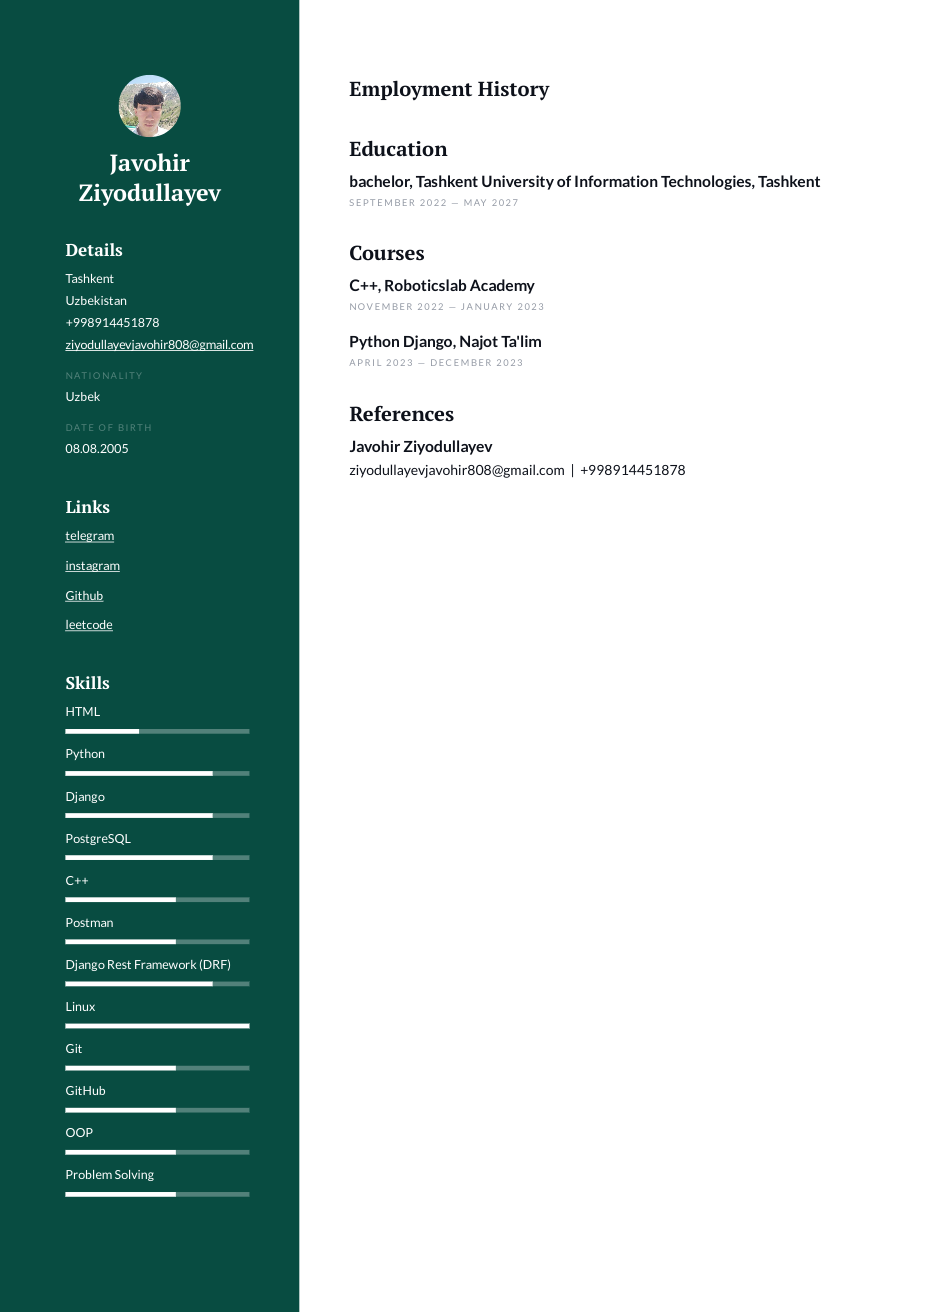 Javohir
Ziyodullayev
Details
Tashkent
Uzbekistan
+998914451878
ziyodullayevjavohir808@gmail.com
NATIONALITY
Uzbek
DATE OF BIRTH
08.08.2005
Links
telegram
instagram
Github
leetcode
Skills
HTML
Python
Django
PostgreSQL
C++
Postman
Django Rest Framework (DRF)
Linux
Git
GitHub
OOP
Problem Solving
Employment History
Education
bachelor, Tashkent University of Information Technologies, Tashkent
SEPTEMBER 2022 — MAY 2027
Courses
C++, Roboticslab Academy
NOVEMBER 2022 — JANUARY 2023
Python Django, Najot Ta'lim
APRIL 2023 — DECEMBER 2023
References
Javohir Ziyodullayev
ziyodullayevjavohir808@gmail.com | +998914451878